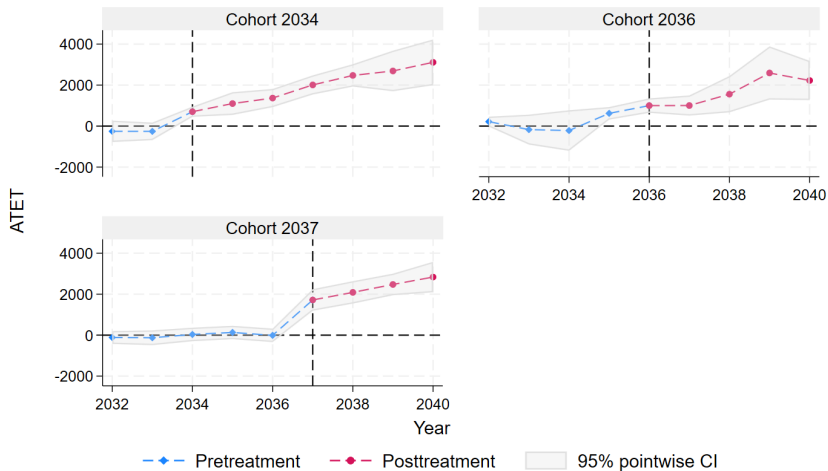 Cohort 2034
Cohort 2036
4000
2000
0
-2000
2032 2034 2036 2038 2040
ATET
Cohort 2037
4000
2000
0
-2000
2032 2034 2036 2038 2040
Year
Pretreatment Posttreatment 95% pointwise CI